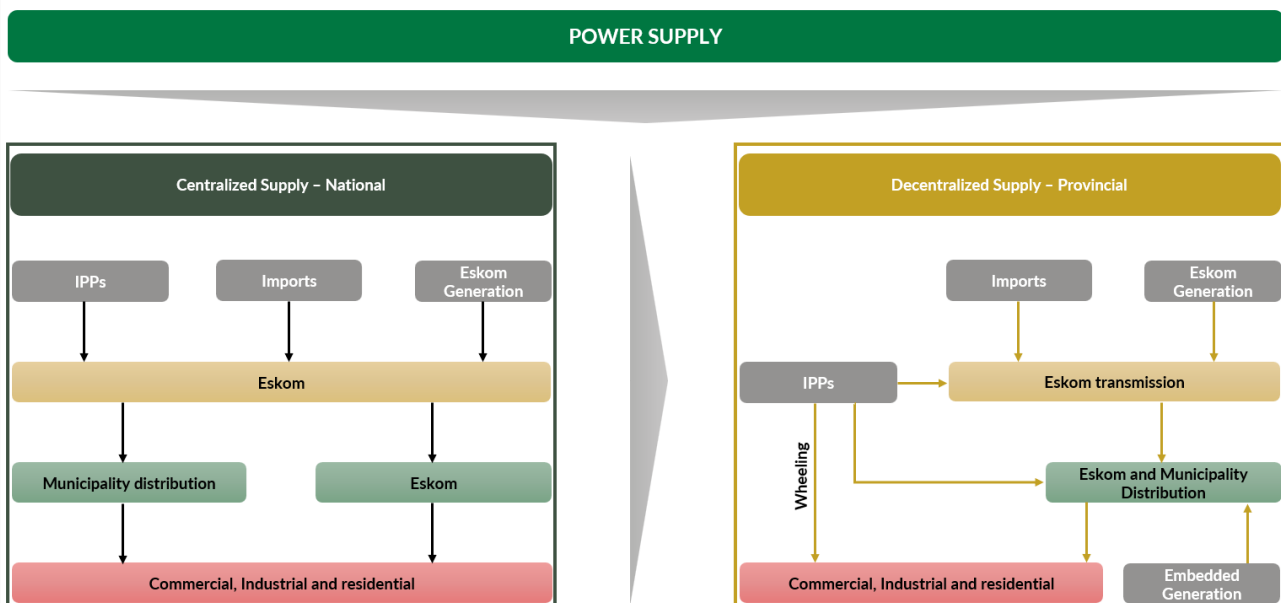 POWER SUPPLY
Centralized Supply – National
IPPs
Imports
Eskom
Generation
Eskom
Municipality distribution
Eskom
Commercial, Industrial and residential
Decentralized Supply – Provincial
Imports
Eskom
Generation
IPPs
Eskom transmission
Wheeling
Eskom and Municipality
Distribution
Commercial, Industrial and residential
Embedded
Generation